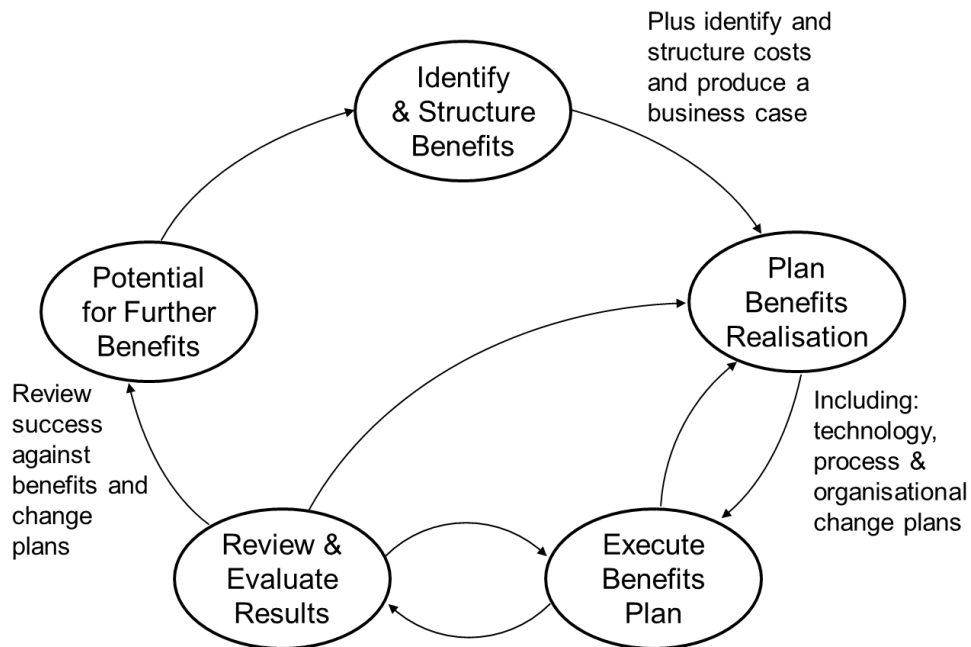 Identify
& Structure
Benefits
Plus identify and
structure costs
and produce a
business case
Plan
Benefits
Realisation
Including:
technology,
process &
organisational
change plans
Execute
Benefits
Plan
Review &
Evaluate
Results
Review
success
against
benefits and
change
plans
Potential
for Further
Benefits